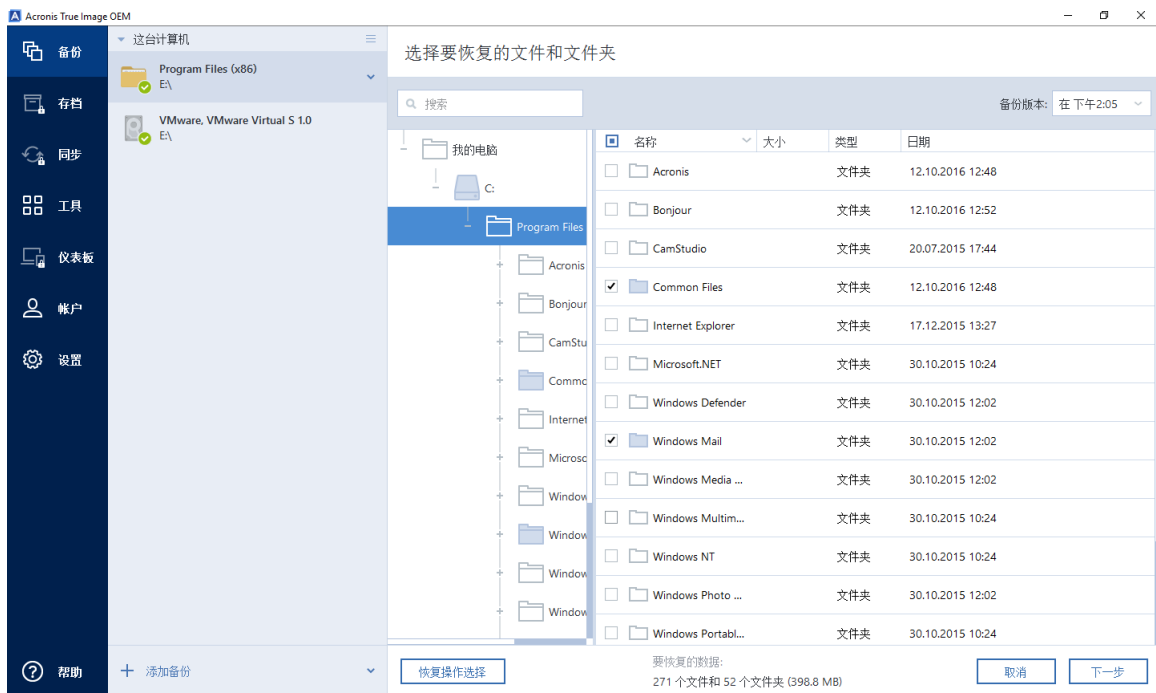 Acronis True Image OEM
备份
存档
同步
工具
仪表板
帐户
设置
帮助
这台计算机
Program Files (x86)
E:\
VMware, VMware Virtual S 1.0
E:\
添加备份
选择要恢复的文件和文件夹
搜索
备份版本: 在 下午2:05
我的电脑
C:
Program Files
Acronis
Bonjour
CamStu
Commo
Internet
Microso
Window
Window
Window
Window
名称 大小 类型 日期
Acronis 文件夹 12.10.2016 12:48
Bonjour 文件夹 12.10.2016 12:52
CamStudio 文件夹 20.07.2015 17:44
Common Files 文件夹 12.10.2016 12:48
Internet Explorer 文件夹 17.12.2015 13:27
Microsoft.NET 文件夹 30.10.2015 10:24
Windows Defender 文件夹 30.10.2015 12:02
Windows Mail 文件夹 30.10.2015 12:02
Windows Media ... 文件夹 30.10.2015 12:02
Windows Multim... 文件夹 30.10.2015 10:24
Windows NT 文件夹 30.10.2015 10:24
Windows Photo ... 文件夹 30.10.2015 12:02
Windows Portabl... 文件夹 30.10.2015 10:24
恢复操作选择
要恢复的数据:
271 个文件和 52 个文件夹 (398.8 MB)
取消
下一步